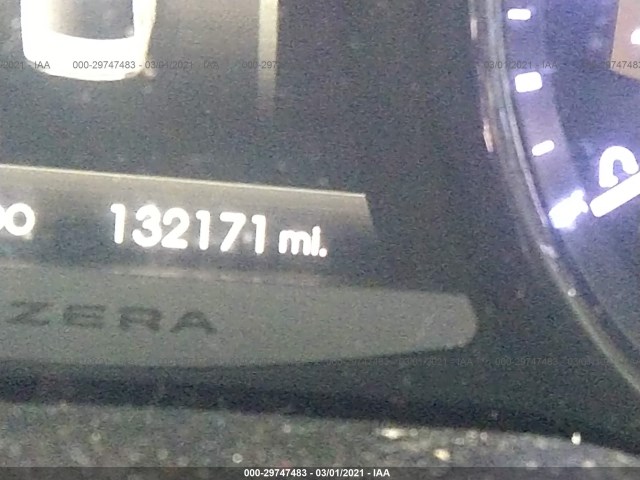 000-29747483 - 03/01/2021 - IAA
132171 mi.
ZERA
000-29747483 - 03/01/2021 - IAA